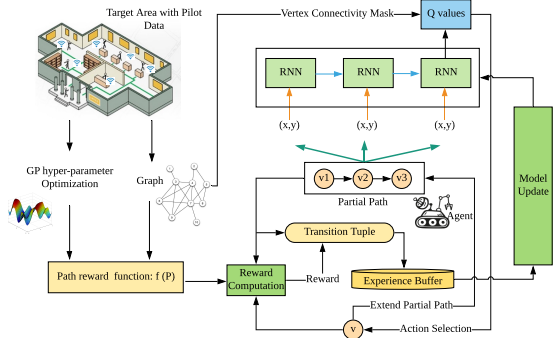 Target Area with Pilot
Data
Vertex Connectivity Mask
Q values
RNN
RNN
RNN
(x,y)
(x,y)
(x,y)
GP hyper-parameter
Optimization
Graph
v1
v2
v3
Partial Path
Agent
Model
Update
Transition Tuple
Path reward function: f (P)
Reward
Computation
Reward
Experience Buffer
Extend Partial Path
v
Action Selection